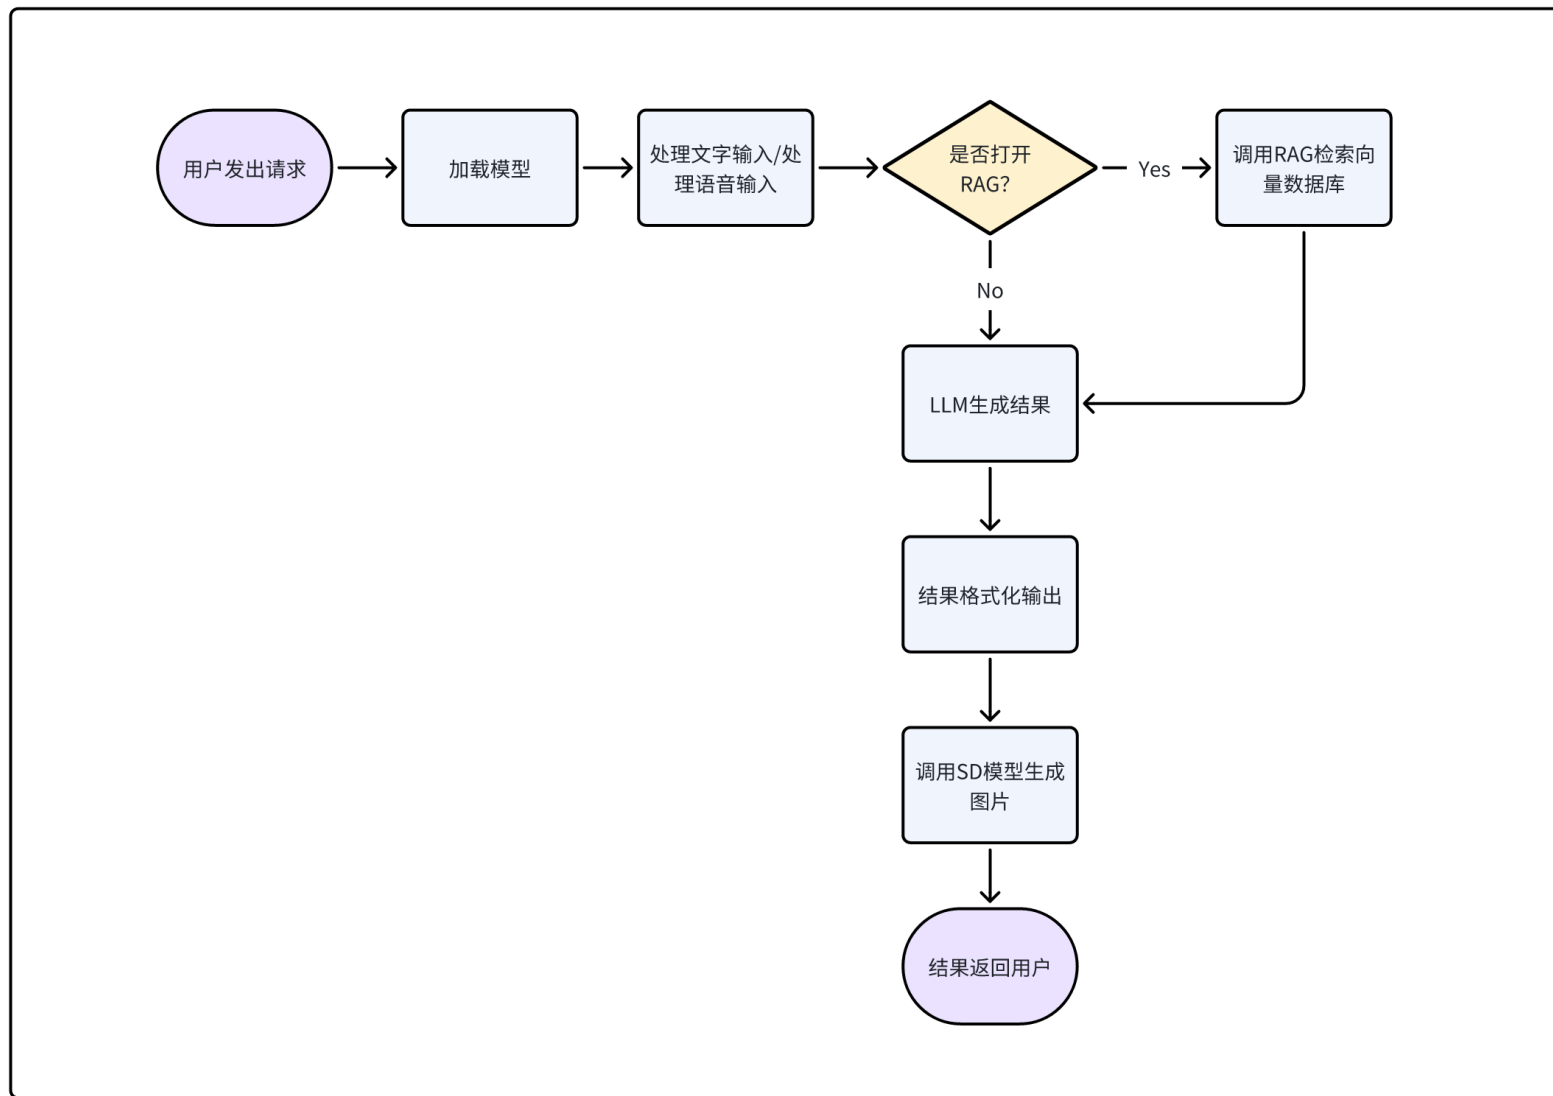 用户发出请求
加载模型
处理文字输入/处
理语音输入
是否打开
RAG?
Yes
调用RAG检索向
量数据库
No
LLM生成结果
结果格式化输出
调用SD模型生成
图片
结果返回用户